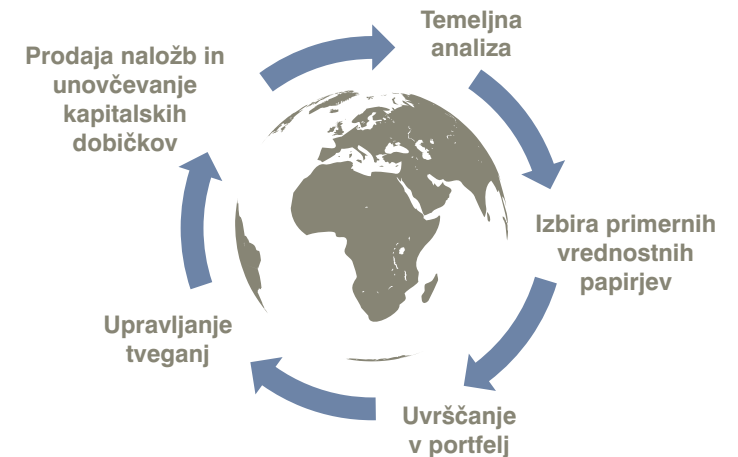 Temeljna
analiza
Izbira primernih
vrednostnih
papirjev
Uvrščanje
v portfelj
Upravljanje
tveganj
Prodaja naložb in
unovčevanje
kapitalskih
dobičkov